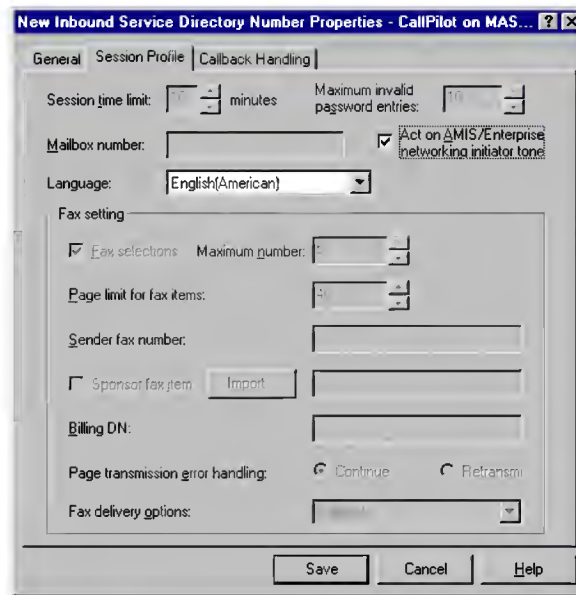 New Inbound Service Directory Number Properties - CallPilot on MAS...
General Session Profile Callback Handling
Session time limit: minutes Maximum invalid password entries: 10
Mailbox number: Act on AMIS/Enterprise networking initiator tone
Language: English(American)
Fax setting
Fax selections Maximum number:
Page limit for fax items:
Sender fax number:
Sponsor fax item Import
Billing DN:
Page transmission error handling: Continue Retransmi
Fax delivery options:
Save Cancel Help